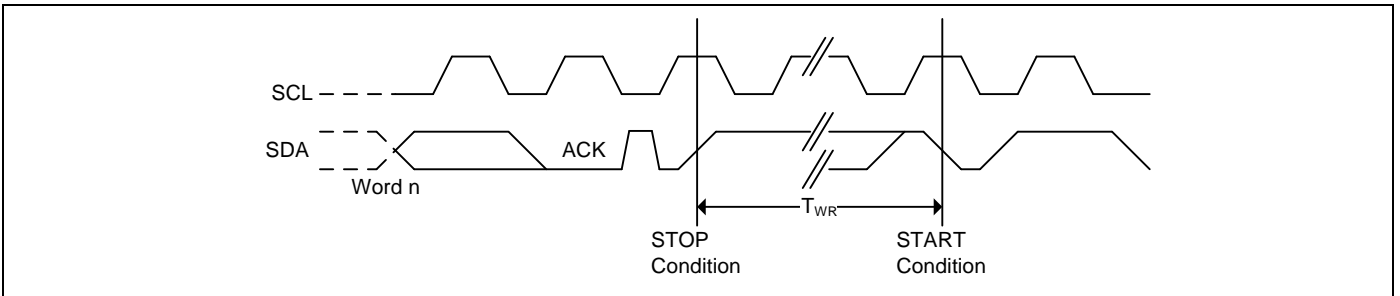 SCL
SDA
ACK
Word n
TWR
STOP
Condition
START
Condition